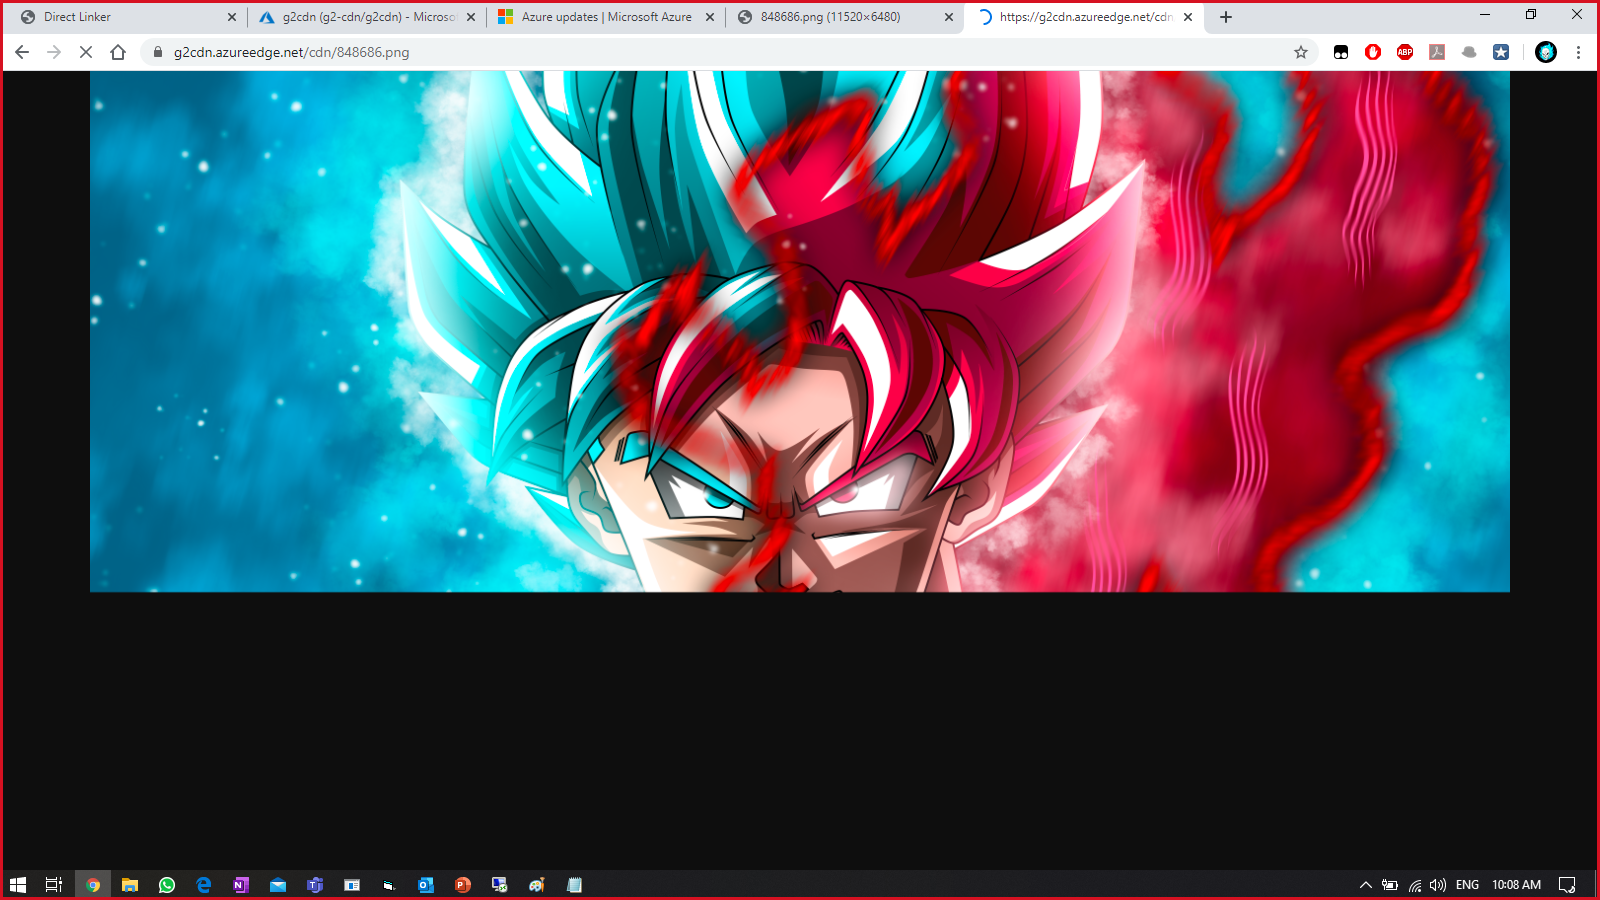 Direct Linker
g2cdn (g2-cdn/g2cdn) - Microso
Azure updates | Microsoft Azure
848686.png (11520×6480)
https://g2cdn.azureedge.net/cdn
g2cdn.azureedge.net/cdn/848686.png
ABP
ENG
10:08 AM